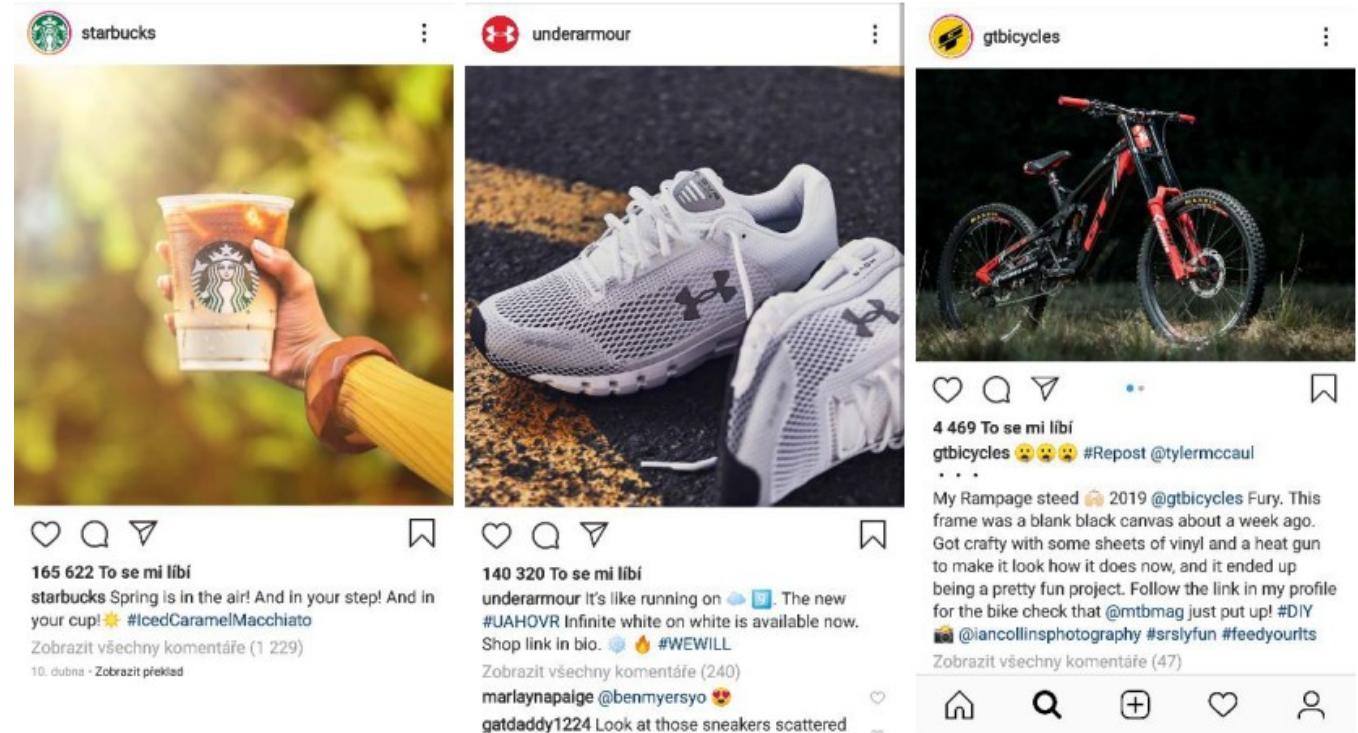 starbucks
165 622 To se mi líbí
starbucks Spring is in the air! And in your step! And in
your cup!☀️ #IcedCaramelMacchiato
Zobrazit všechny komentáře (1 229)
10. dubna • Zobrazit překlad
underarmour
140 320 To se mi líbí
underarmour It's like running on ☁️ 9️⃣. The new
#UAHOVR Infinite white on white is available now.
Shop link in bio. ❄️ 🔥 #WEWILL
Zobrazit všechny komentáře (240)
marlaynapaige @benmyersyo 😍
gatdaddy1224 Look at those sneakers scattered
gtbicycles
GT
MAXXIS
MAXXIS
4 469 To se mi líbí
gtbicycles 😮😮😮 #Repost @tylermccaul
• • •
My Rampage steed 🙌🏻 2019 @gtbicycles Fury. This
frame was a blank black canvas about a week ago.
Got crafty with some sheets of vinyl and a heat gun
to make it look how it does now, and it ended up
being a pretty fun project. Follow the link in my profile
for the bike check that @mtbmag just put up! #DIY
📸 @iancollinsphotography #srslyfun #feedyourlts
Zobrazit všechny komentáře (47)